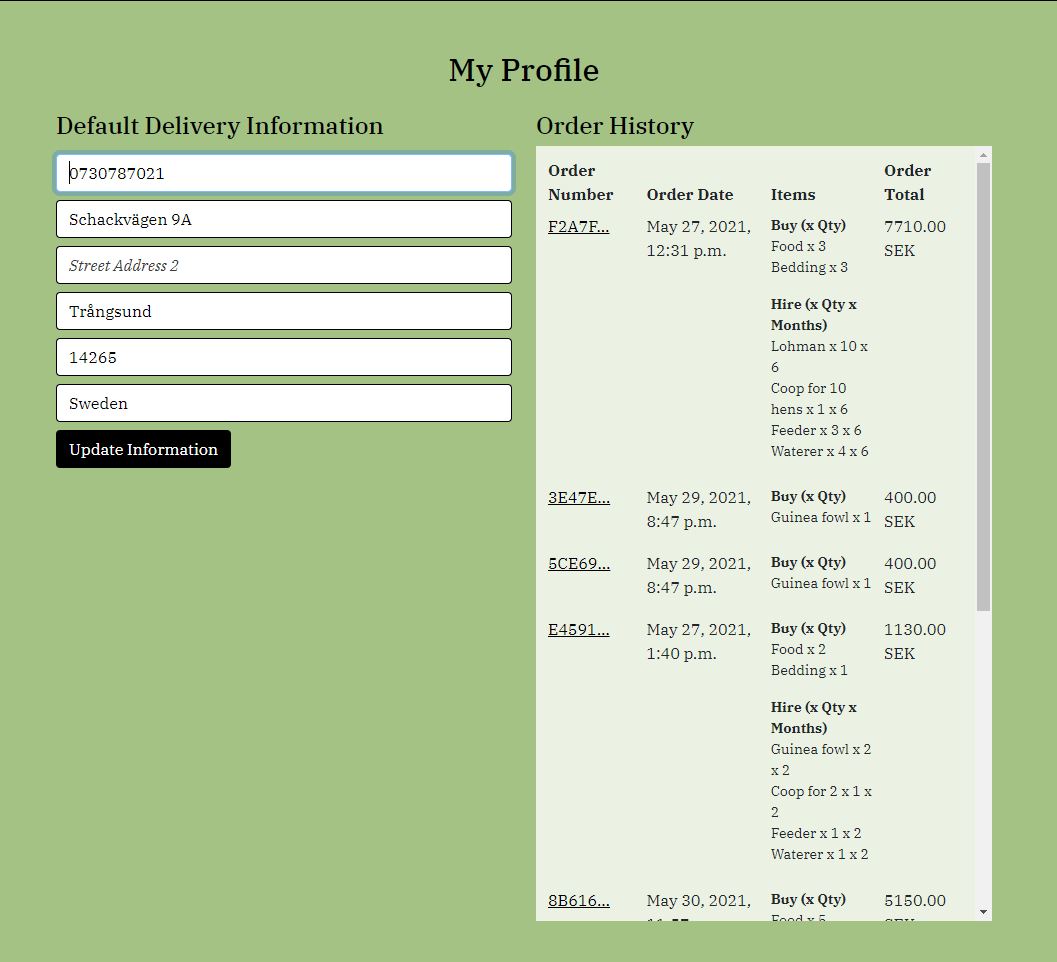 My Profile
Default Delivery Information
0730787021
Schackvägen 9A
Street Address 2
Trångsund
14265
Sweden
Update Information
Order History
Order Number Order Date Items Order Total
F2A7F... May 27, 2021, 12:31 p.m. Buy (x Qty) 7710.00 SEK
Food x 3
Bedding x 3
Hire (x Qty x
Months)
Lohman x 10 x
6
Coop for 10
hens x 1 x 6
Feeder x 3 x 6
Waterer x 4 x 6
3E47E... May 29, 2021, 8:47 p.m. Buy (x Qty) 400.00 SEK
Guinea fowl x 1
5CE69... May 29, 2021, 8:47 p.m. Buy (x Qty) 400.00 SEK
Guinea fowl x 1
E4591... May 27, 2021, 1:40 p.m. Buy (x Qty) 1130.00 SEK
Food x 2
Bedding x 1
Hire (x Qty x
Months)
Guinea fowl x 2
x 2
Coop for 2 x 1 x
2
Feeder x 1 x 2
Waterer x 1 x 2
8B616... May 30, 2021, Buy (x Qty) 5150.00
Food x 5